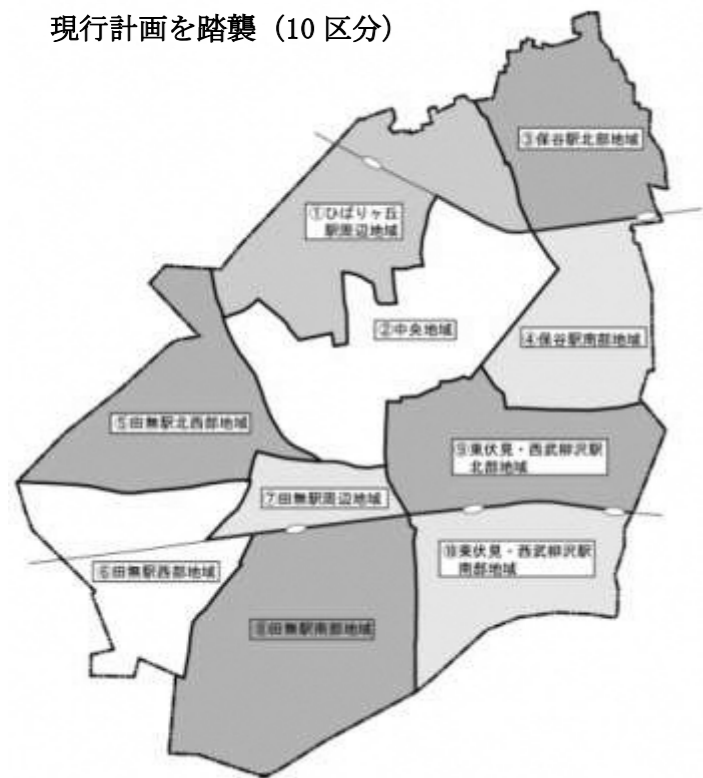 現行計画を踏襲（10 区分）
③保谷駅北部地域
①ひばりヶ丘
駅周辺地域
②中央地域
④保谷駅南部地域
⑤田無駅北西部地域
⑨東伏見・西武柳沢駅
北部地域
⑦田無駅周辺地域
⑩東伏見・西武柳沢駅
南部地域
⑥田無駅西部地域
⑧田無駅南部地域